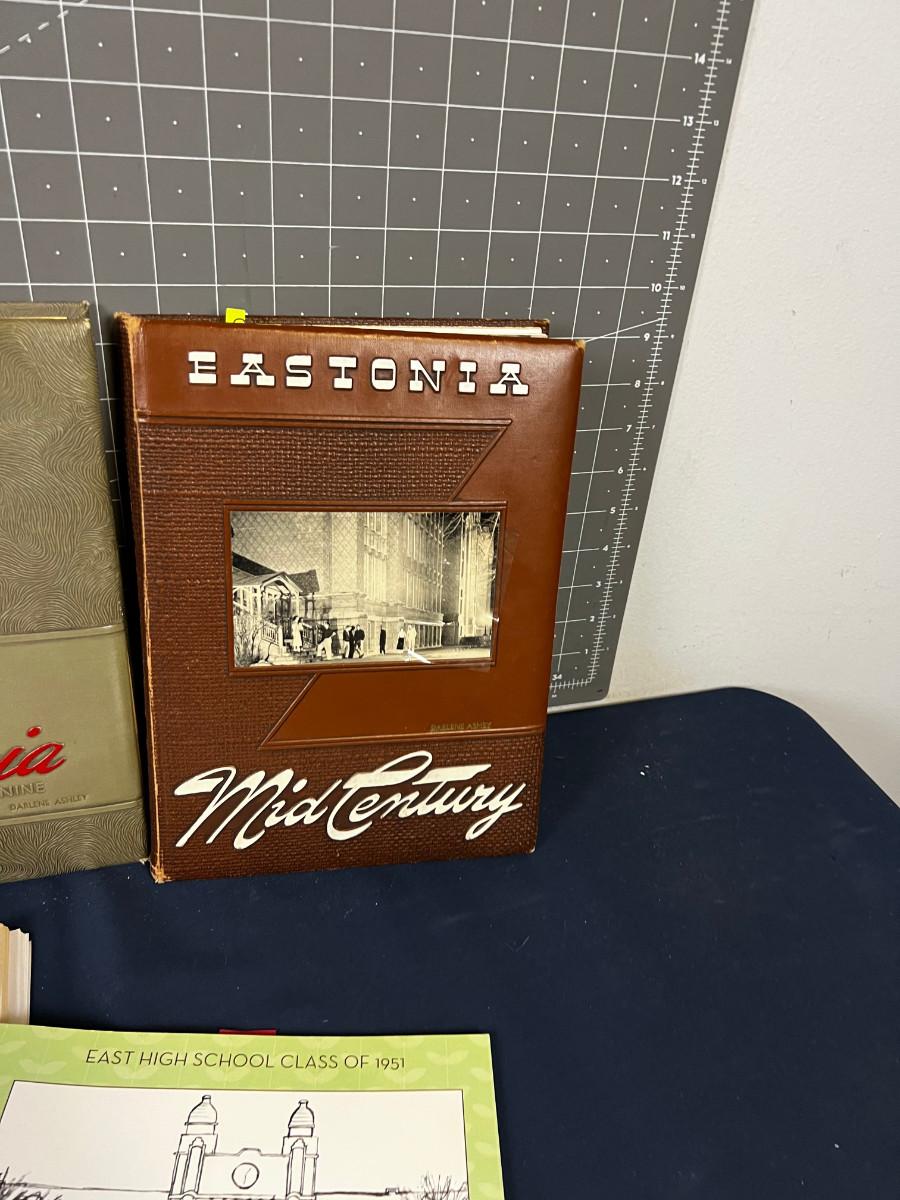 EASTONIA
DARLENE ASHLEY
Mid Century
ia
NINE
DARLENE ASHLEY
EAST HIGH SCHOOL CLASS OF 1951
14
13
12
11
10
9
8
7
6
5
4
3
2
1